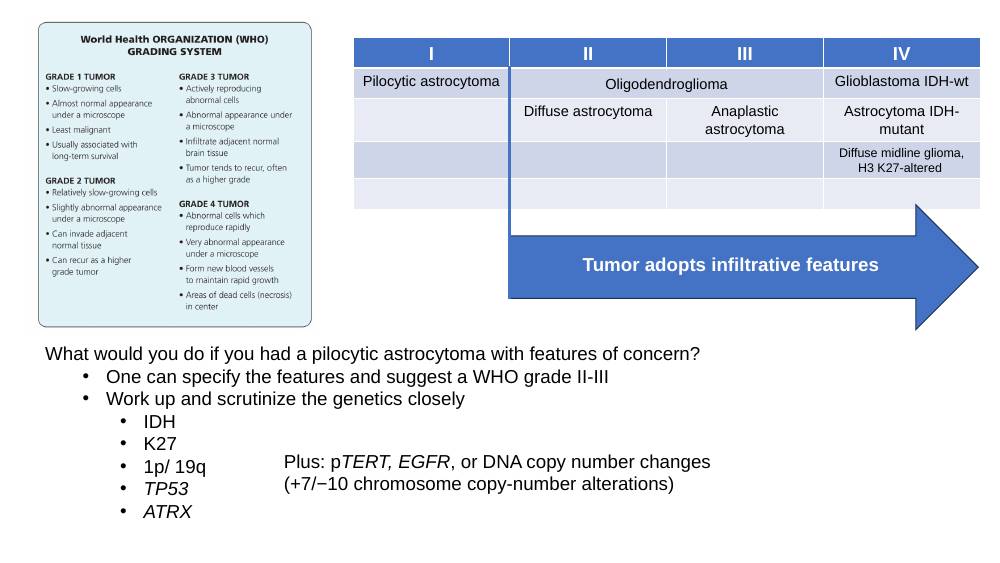 World Health ORGANIZATION (WHO)
GRADING SYSTEM
GRADE 1 TUMOR
• Slow-growing cells
• Almost normal appearance
under a microscope
• Least malignant
• Usually associated with
long-term survival
GRADE 2 TUMOR
• Relatively slow-growing cells
• Slightly abnormal appearance
under a microscope
• Can invade adjacent
normal tissue
• Can recur as a higher
grade tumor
GRADE 3 TUMOR
• Actively reproducing
abnormal cells
• Abnormal appearance under
a microscope
• Infiltrate adjacent normal
brain tissue
• Tumor tends to recur, often
as a higher grade
GRADE 4 TUMOR
• Abnormal cells which
reproduce rapidly
• Very abnormal appearance
under a microscope
• Form new blood vessels
to maintain rapid growth
• Areas of dead cells (necrosis)
in center
I II III IV
Pilocytic astrocytoma Oligodendroglioma Glioblastoma IDH-wt
Diffuse astrocytoma Anaplastic Astrocytoma IDH-
astrocytoma mutant
Diffuse midline glioma,
H3 K27-altered
Tumor adopts infiltrative features
What would you do if you had a pilocytic astrocytoma with features of concern?
• One can specify the features and suggest a WHO grade II-III
• Work up and scrutinize the genetics closely
• IDH
• K27
• 1p/ 19q
• TP53
• ATRX
Plus: pTERT, EGFR, or DNA copy number changes
(+7/−10 chromosome copy-number alterations)